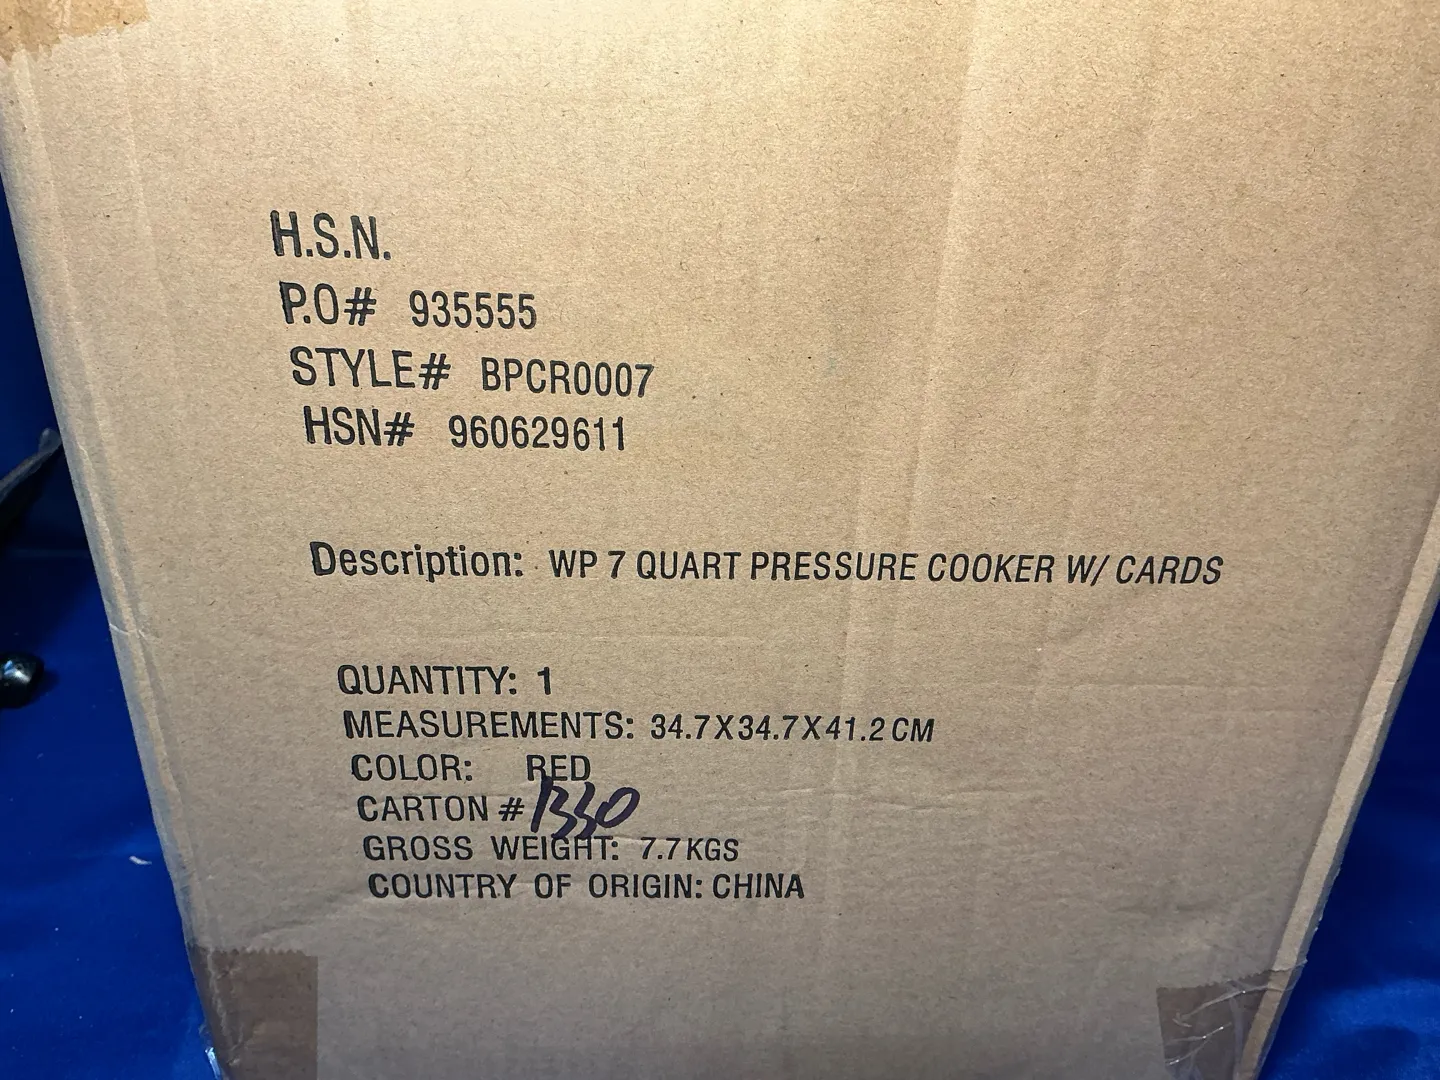 H.S.N.
P.O# 935555
STYLE# BPCR0007
HSN# 960629611
Description: WP 7 QUART PRESSURE COOKER W/ CARDS
QUANTITY: 1
MEASUREMENTS: 34.7X34.7X41.2CM
COLOR: RED
CARTON # 1330
GROSS WEIGHT: 7.7KGS
COUNTRY OF ORIGIN: CHINA